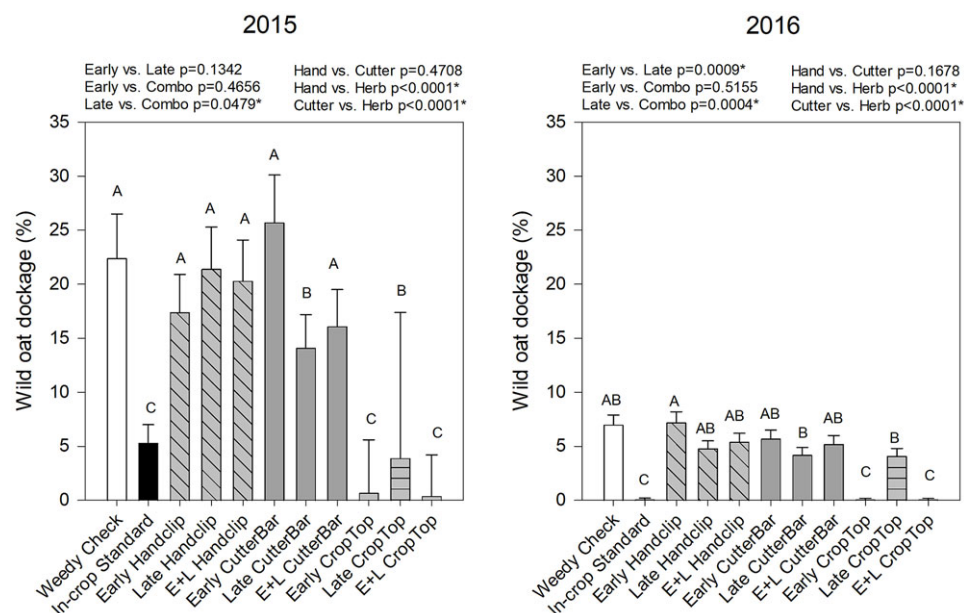 2015
Early vs. Late p=0.1342
Early vs. Combo p=0.4656
Late vs. Combo p=0.0479*
Hand vs. Cutter p=0.4708
Hand vs. Herb p<0.0001*
Cutter vs. Herb p<0.0001*
Wild oat dockage (%)
35
30
25
20
15
10
5
0
A
C
A
A
A
A
B
A
C
B
C
Weedy Check
In-crop Standard
Early Handclip
Late Handclip
E+L Handclip
Early CutterBar
Late CutterBar
E+L CutterBar
Early CropTop
Late CropTop
E+L CropTop
2016
Early vs. Late p=0.0009*
Early vs. Combo p=0.5155
Late vs. Combo p=0.0004*
Hand vs. Cutter p=0.1678
Hand vs. Herb p<0.0001*
Cutter vs. Herb p<0.0001*
Wild oat dockage (%)
35
30
25
20
15
10
5
0
AB
C
A
AB
AB
AB
B
AB
C
B
C
Weedy Check
In-crop Standard
Early Handclip
Late Handclip
E+L Handclip
Early CutterBar
Late CutterBar
E+L CutterBar
Early CropTop
Late CropTop
E+L CropTop